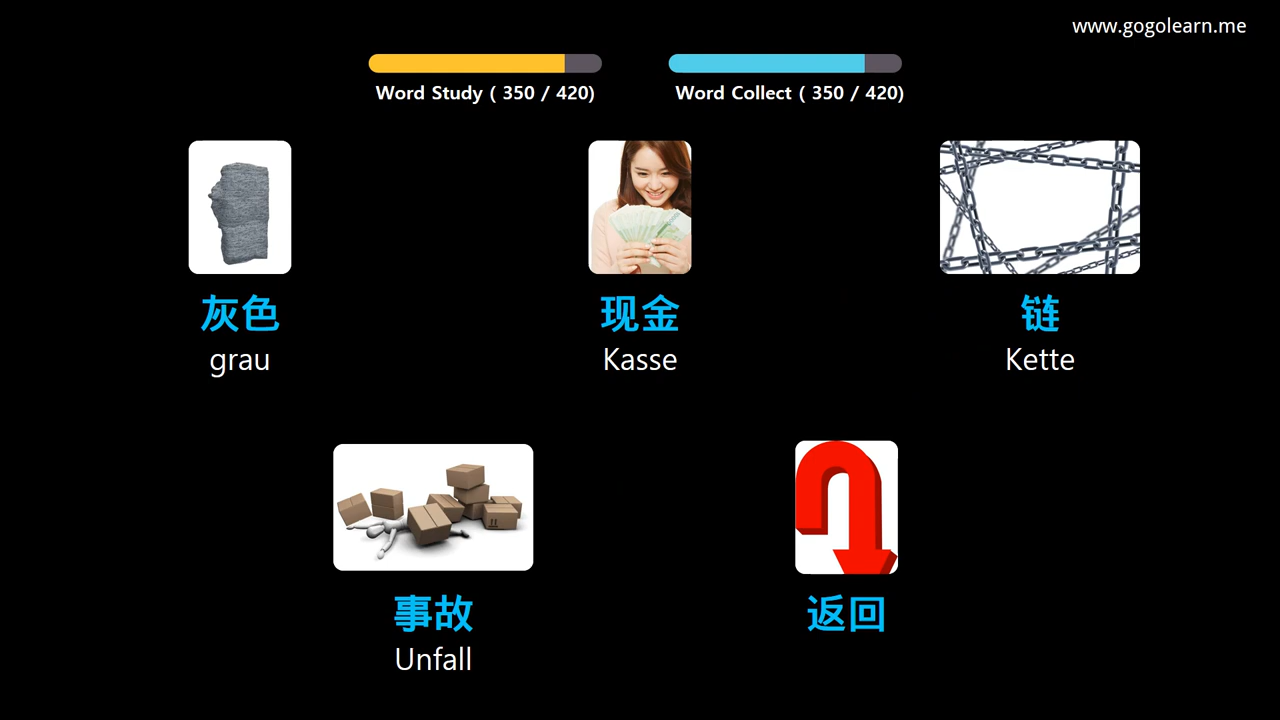 www.gogolearn.me
Word Study ( 350 / 420)
Word Collect ( 350 / 420)
灰色
grau
现金
Kasse
链
Kette
事故
Unfall
返回